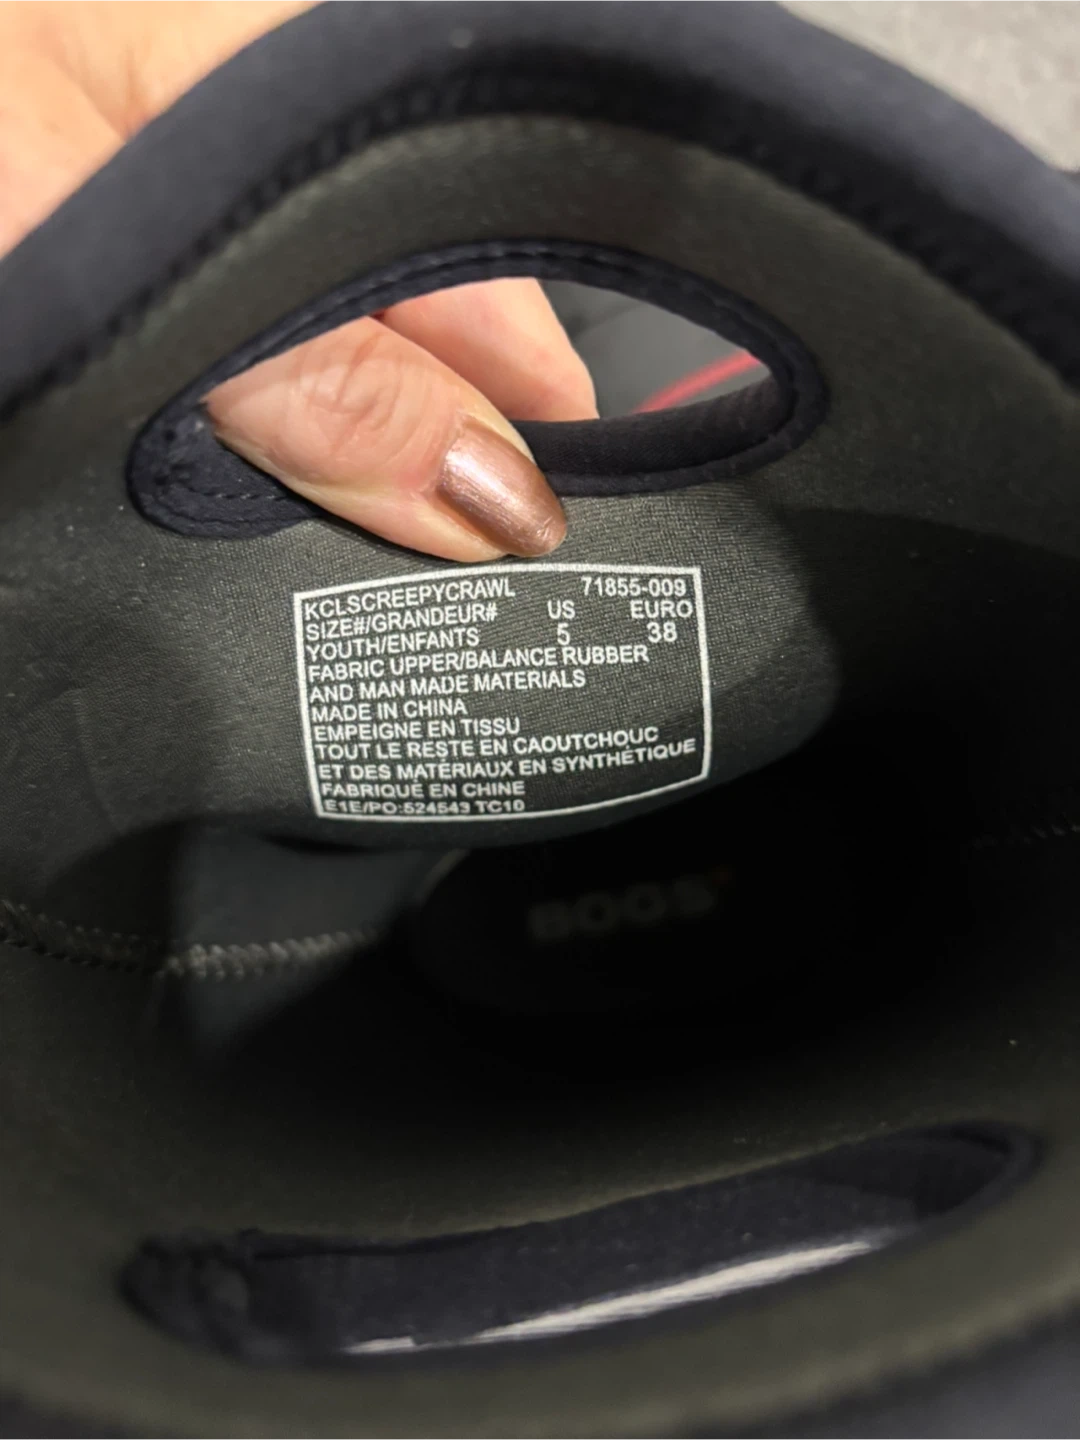 KCLSCREEPYCRAWL 71855-009
SIZE#/GRANDEUR# US EURO
YOUTH/ENFANTS 5 38
FABRIC UPPER/BALANCE RUBBER
AND MAN MADE MATERIALS
MADE IN CHINA
EMPEIGNE EN TISSU
TOUT LE RESTE EN CAOUTCHOUC
ET DES MATÉRIAUX EN SYNTHÉTIQUE
FABRIQUÉ EN CHINE
E1E/PO:524543 TC10